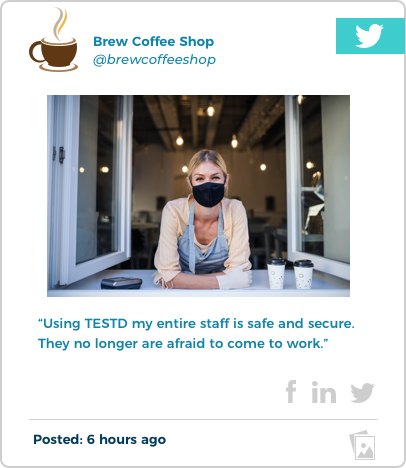 Brew Coffee Shop
@brewcoffeeshop
“Using TESTD my entire staff is safe and secure.
They no longer are afraid to come to work.”
Posted: 6 hours ago